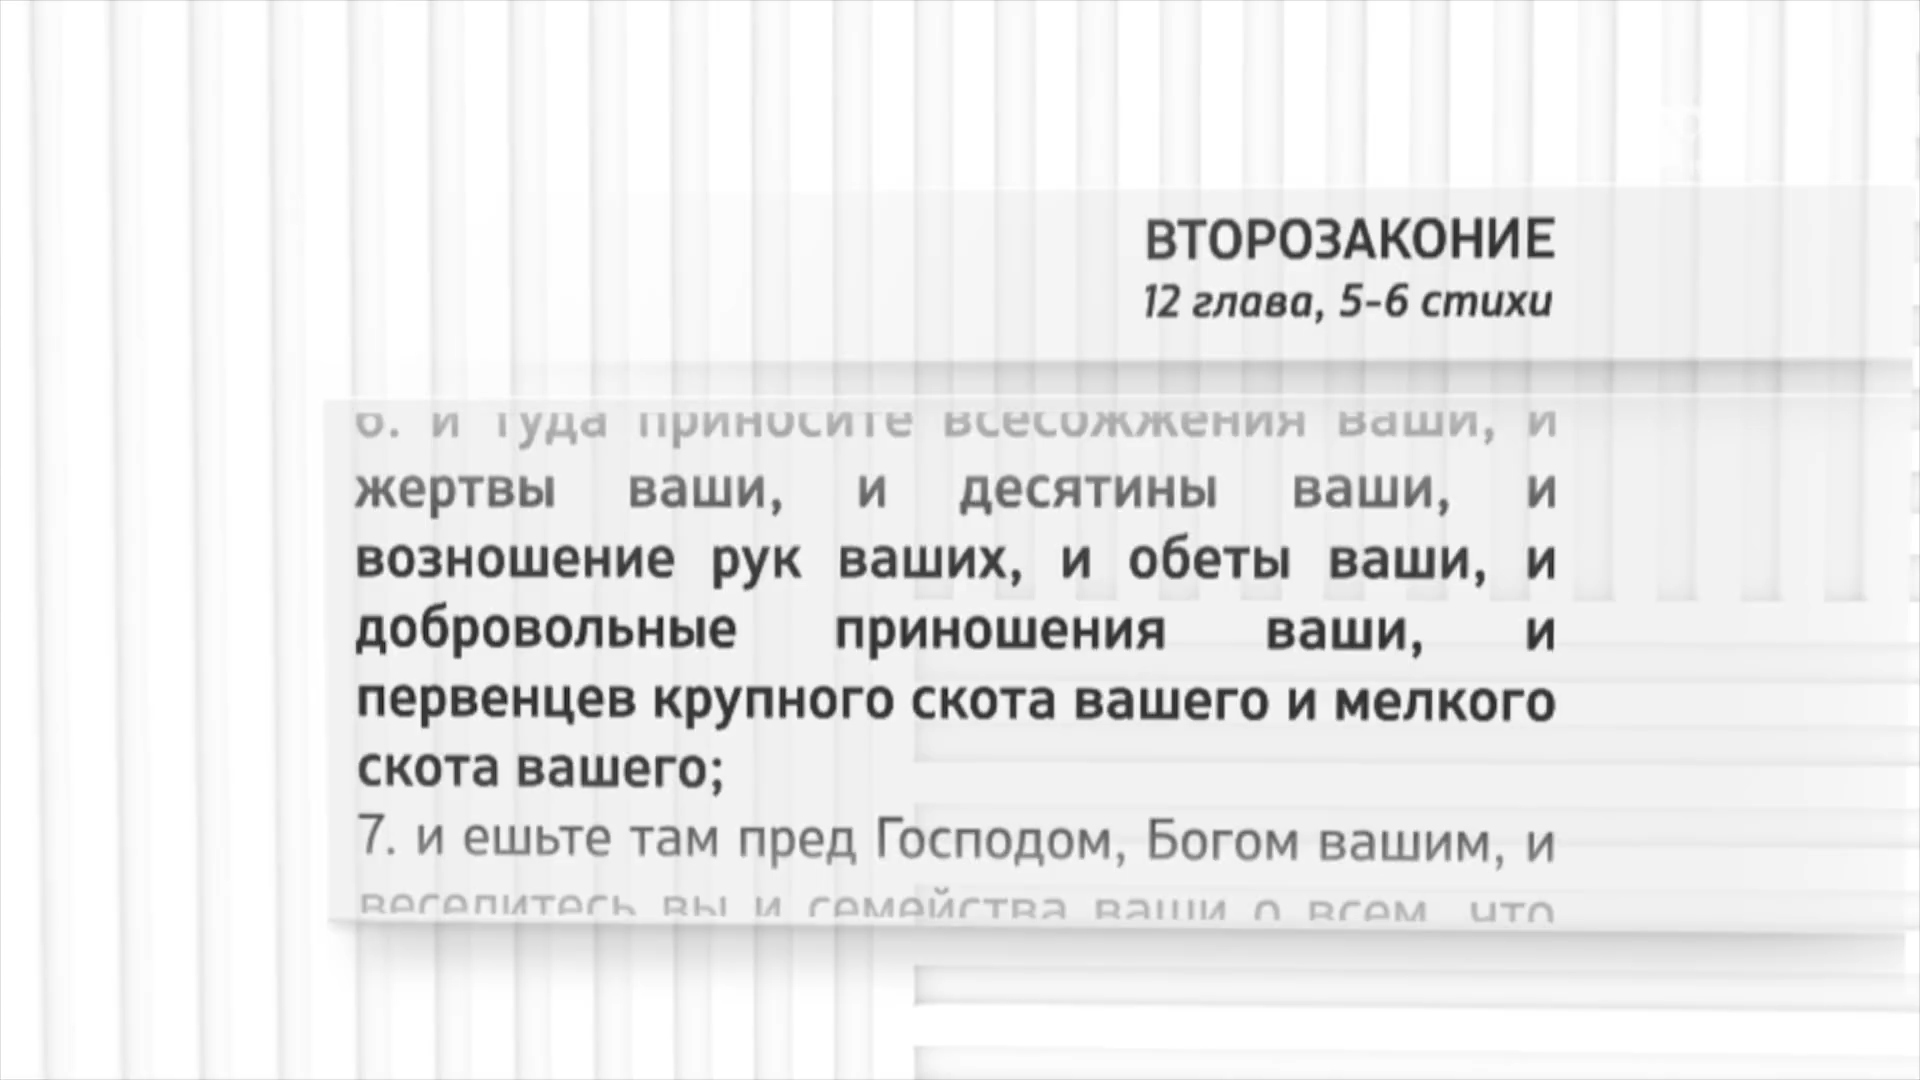 ВТОРОЗАКОНИЕ
12 глава, 5-6 стихи
6. и туда приносите всесожжения ваши, и
жертвы ваши, и десятины ваши, и
возношение рук ваших, и обеты ваши, и
добровольные приношения ваши, и
первенцев крупного скота вашего и мелкого
скота вашего;
7. и ешьте там пред Господом, Богом вашим, и
веселитесь вы и семейства ваши о всем, что